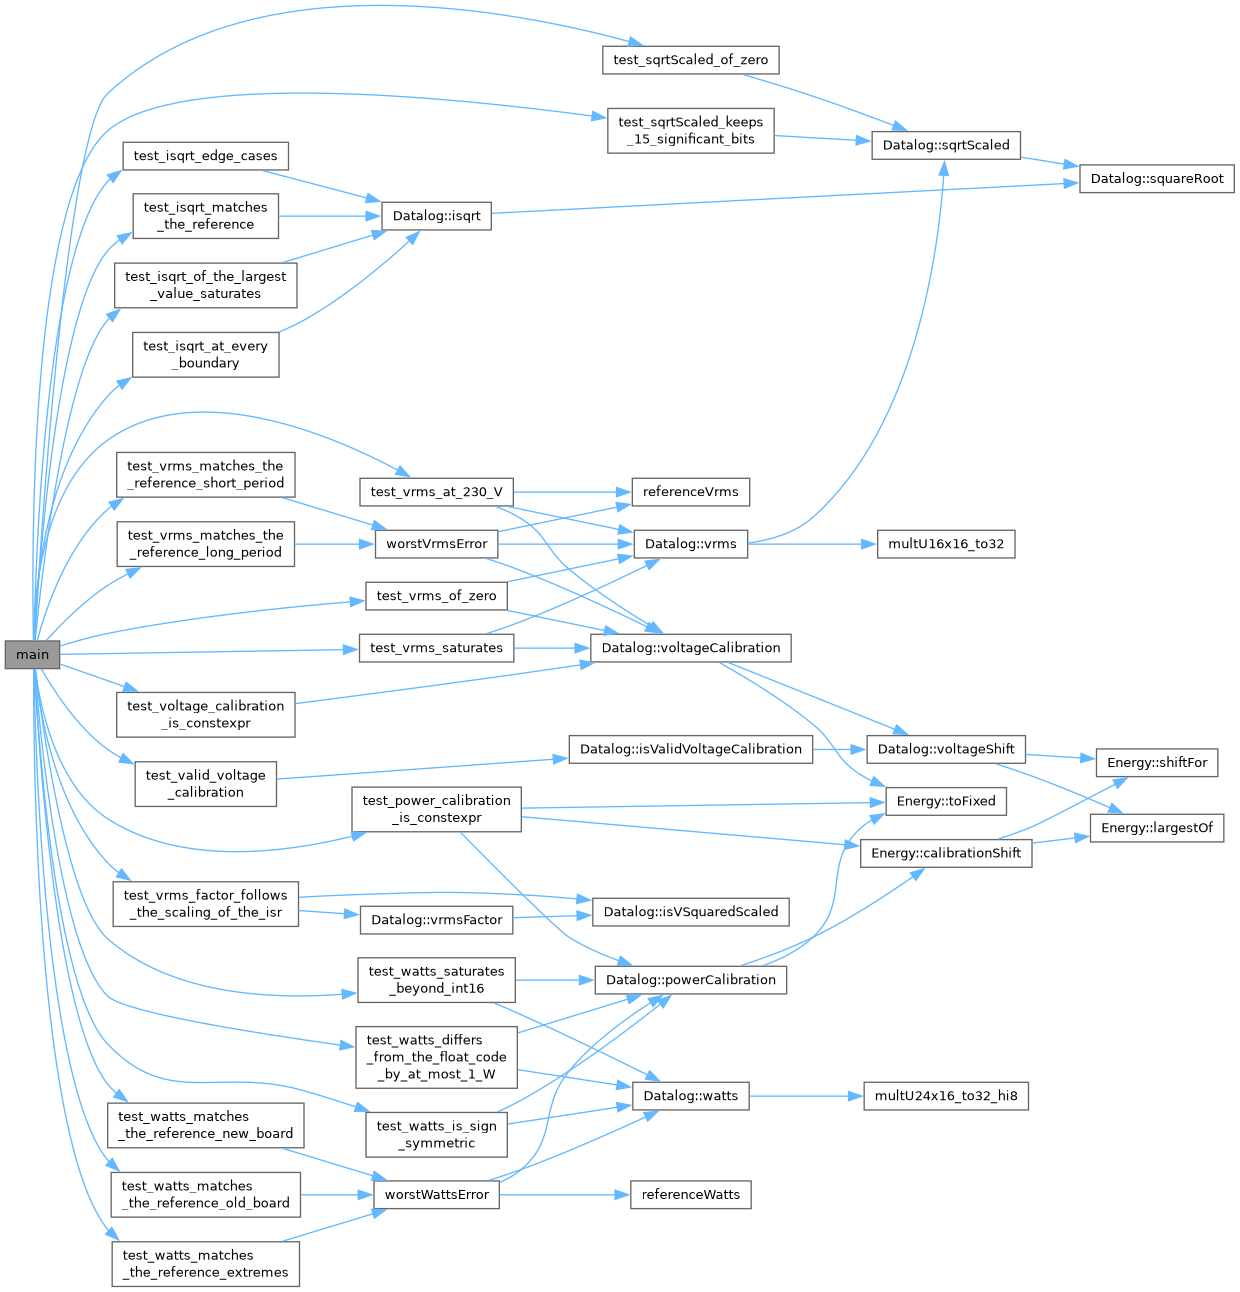 test_sqrtScaled_of_zero
test_sqrtScaled_keeps
_15_significant_bits
Datalog::sqrtScaled
Datalog::squareRoot
test_isqrt_edge_cases
test_isqrt_matches
_the_reference
Datalog::isqrt
test_isqrt_of_the_largest
_value_saturates
test_isqrt_at_every
_boundary
test_vrms_matches_the
_reference_short_period
test_vrms_at_230_V
referenceVrms
test_vrms_matches_the
_reference_long_period
worstVrmsError
Datalog::vrms
multU16x16_to32
test_vrms_of_zero
main
test_vrms_saturates
Datalog::voltageCalibration
test_voltage_calibration
_is_constexpr
Datalog::isValidVoltageCalibration
Datalog::voltageShift
Energy::shiftFor
test_valid_voltage
_calibration
test_power_calibration
_is_constexpr
Energy::toFixed
Energy::largestOf
Energy::calibrationShift
test_vrms_factor_follows
_the_scaling_of_the_isr
Datalog::vrmsFactor
Datalog::isVSquaredScaled
test_watts_saturates
_beyond_int16
Datalog::powerCalibration
test_watts_differs
_from_the_float_code
_by_at_most_1_W
Datalog::watts
multU24x16_to32_hi8
test_watts_matches
_the_reference_new_board
test_watts_is_sign
_symmetric
test_watts_matches
_the_reference_old_board
worstWattsError
referenceWatts
test_watts_matches
_the_reference_extremes